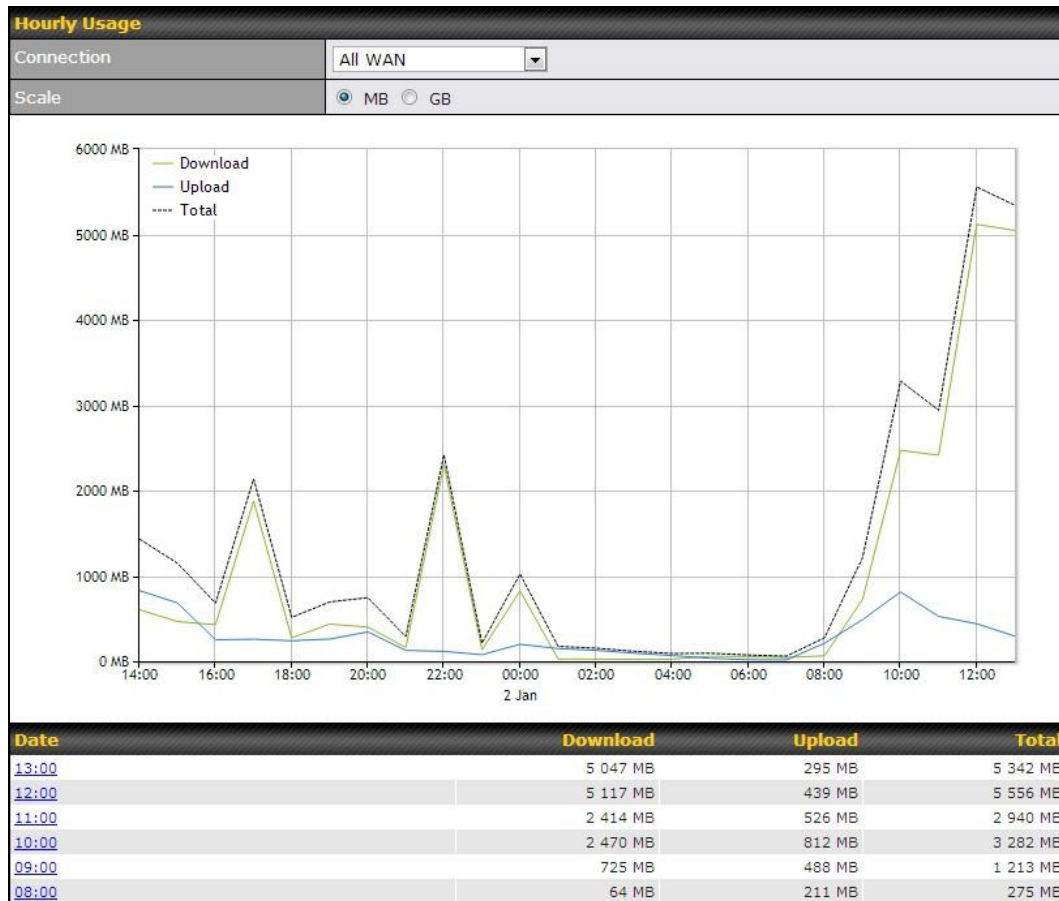 Hourly Usage
Connection All WAN
Scale MB GB
6000 MB
5000 MB
4000 MB
3000 MB
2000 MB
1000 MB
0 MB
Download
Upload
Total
14:00 16:00 18:00 20:00 22:00 00:00 02:00 04:00 06:00 08:00 10:00 12:00
2 Jan
Date Download Upload Total
13:00 5 047 MB 295 MB 5 342 MB
12:00 5 117 MB 439 MB 5 556 MB
11:00 2 414 MB 526 MB 2 940 MB
10:00 2 470 MB 812 MB 3 282 MB
09:00 725 MB 488 MB 1 213 MB
08:00 64 MB 211 MB 275 MB